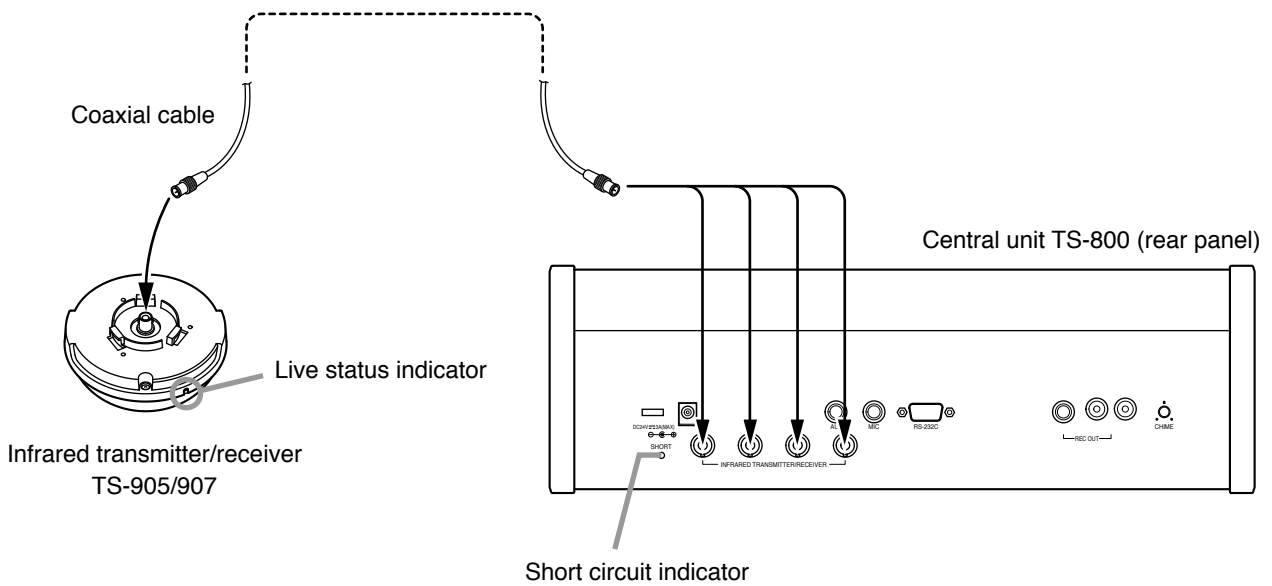 Coaxial cable
Central unit TS-800 (rear panel)
Live status indicator
Infrared transmitter/receiver
TS-905/907
MIC
RS-232C
REC OUT
CHIME
SHORT
INFRARED TRANSMITTER/RECEIVER
Short circuit indicator